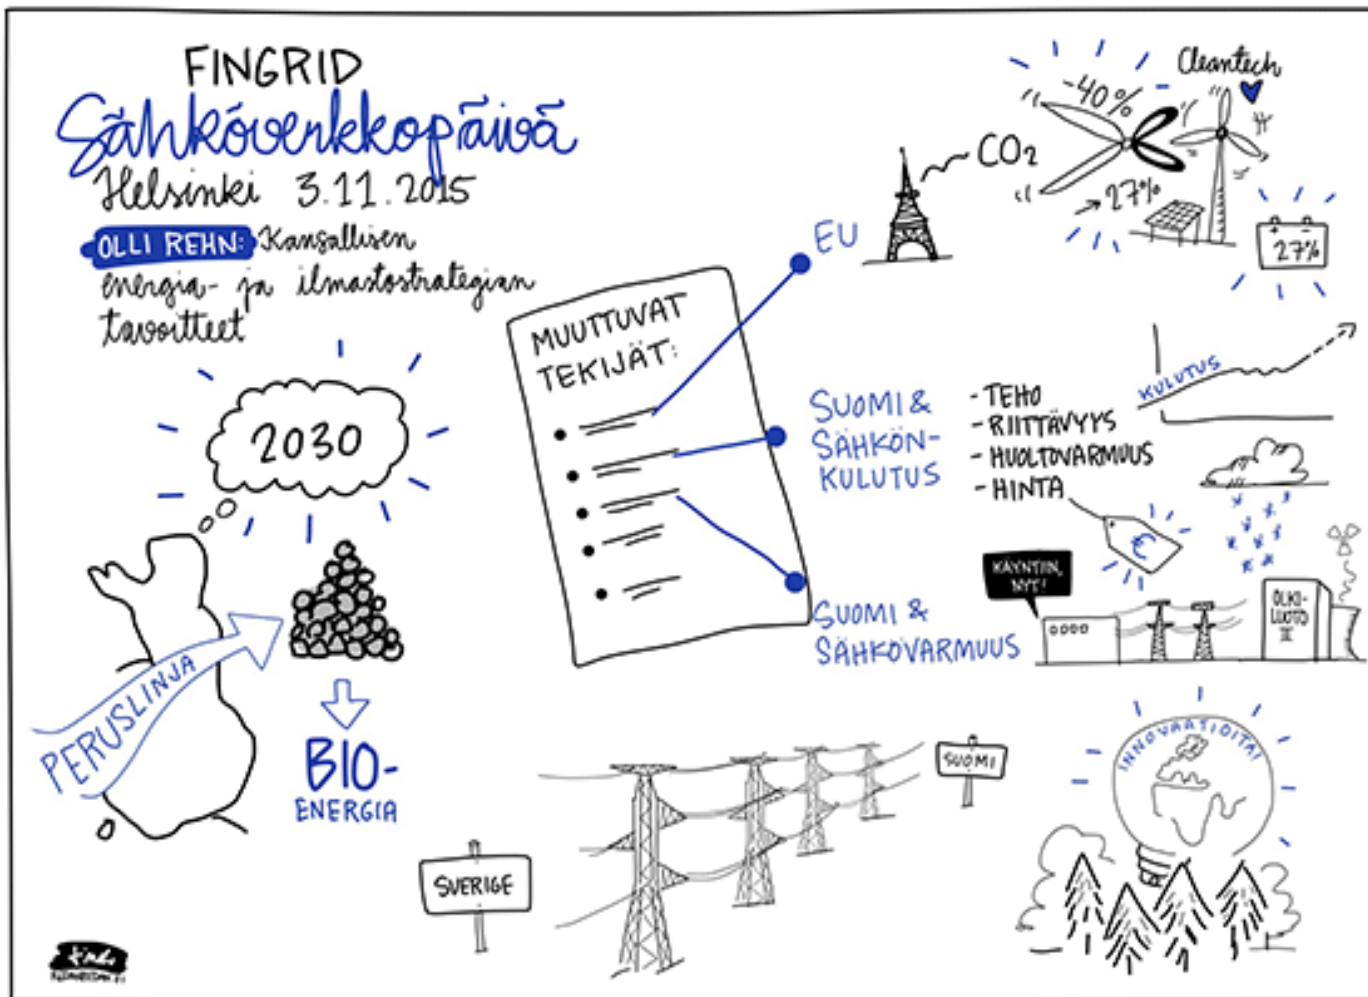 FINGRID
Sähköverkkopäivä
Helsinki 3.11.2015
OLLI REHN: Kansallisen
energia- ja ilmastostrategian
tavoitteet
2030
PERUSLINJA
BIO-
ENERGIA
MUUTTUVAT
TEKIJÄT:
EU
CO2
-40%
Cleantech
→ 27%
27%
SUOMI &
SÄHKÖN-
KULUTUS
- TEHO
- RIITTÄVYYS
- HUOLTOVARMUUS
- HINTA
KULUTUS
€
SUOMI &
SÄHKÖVARMUUS
KÄYNTIIN,
NYT!
OLKI-
LUOTO
SVERIGE
SUOMI
INNOVAATIOITA!